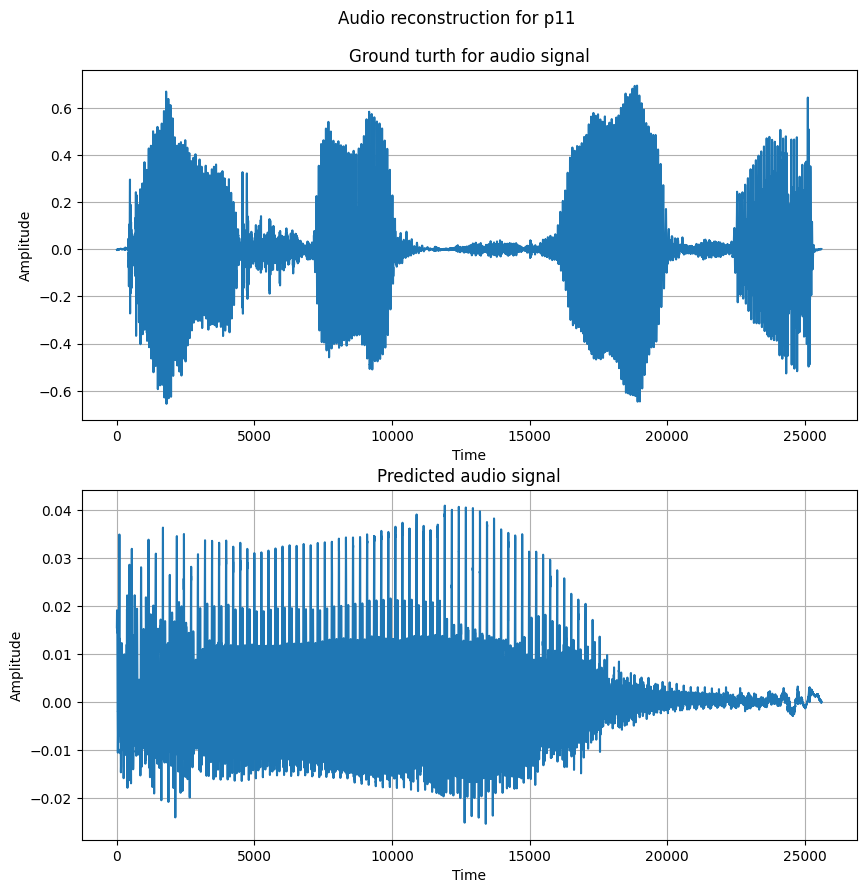 Audio reconstruction for p11
Ground turth for audio signal
0.6
0.4
0.2
0.0
−0.2
−0.4
−0.6
Amplitude
0 5000 10000 15000 20000 25000
Time
Predicted audio signal
0.04
0.03
0.02
0.01
0.00
−0.01
−0.02
Amplitude
0 5000 10000 15000 20000 25000
Time